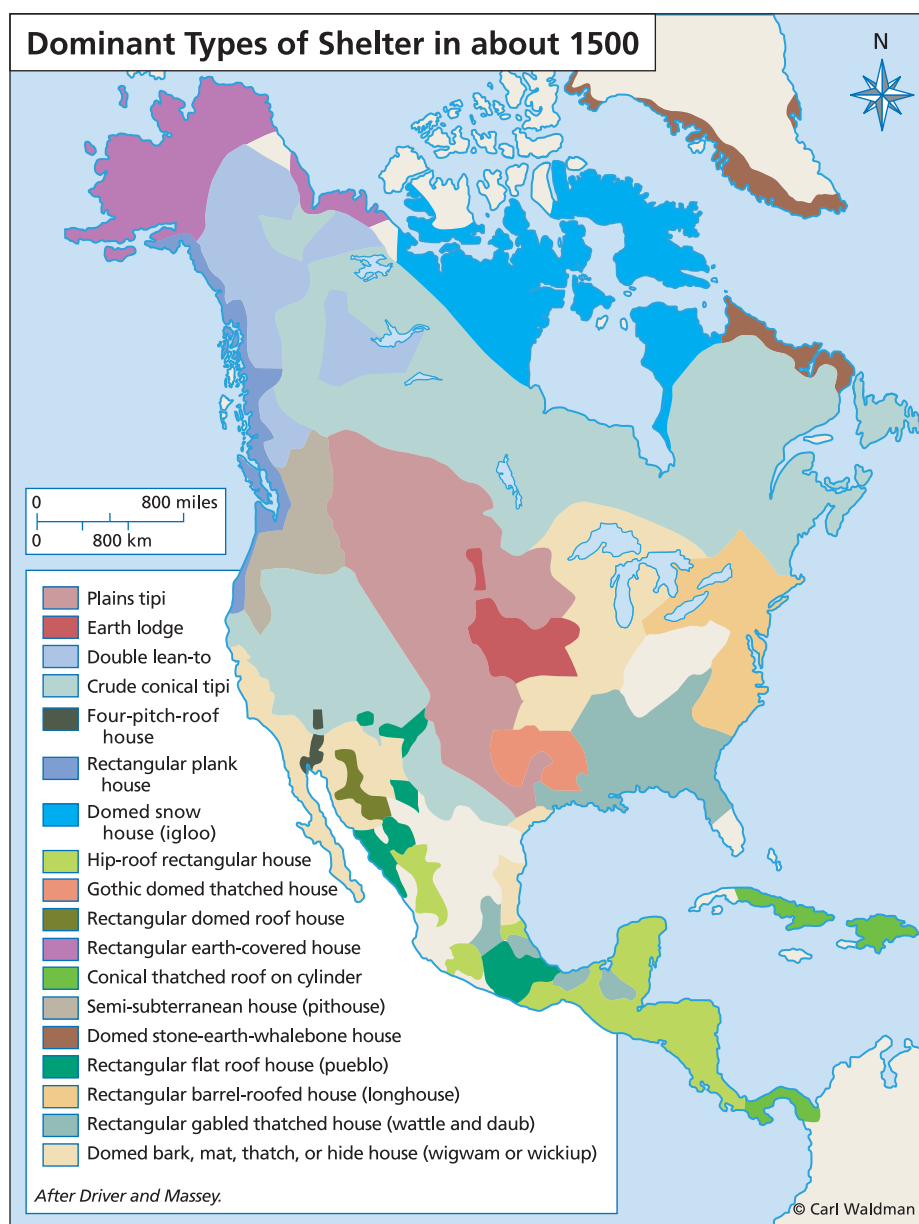 Dominant Types of Shelter in about 1500
N
0 800 miles
0 800 km
Plains tipi
Earth lodge
Double lean-to
Crude conical tipi
Four-pitch-roof
house
Rectangular plank
house
Domed snow
house (igloo)
Hip-roof rectangular house
Gothic domed thatched house
Rectangular domed roof house
Rectangular earth-covered house
Conical thatched roof on cylinder
Semi-subterranean house (pithouse)
Domed stone-earth-whalebone house
Rectangular flat roof house (pueblo)
Rectangular barrel-roofed house (longhouse)
Rectangular gabled thatched house (wattle and daub)
Domed bark, mat, thatch, or hide house (wigwam or wickiup)
After Driver and Massey.
© Carl Waldman